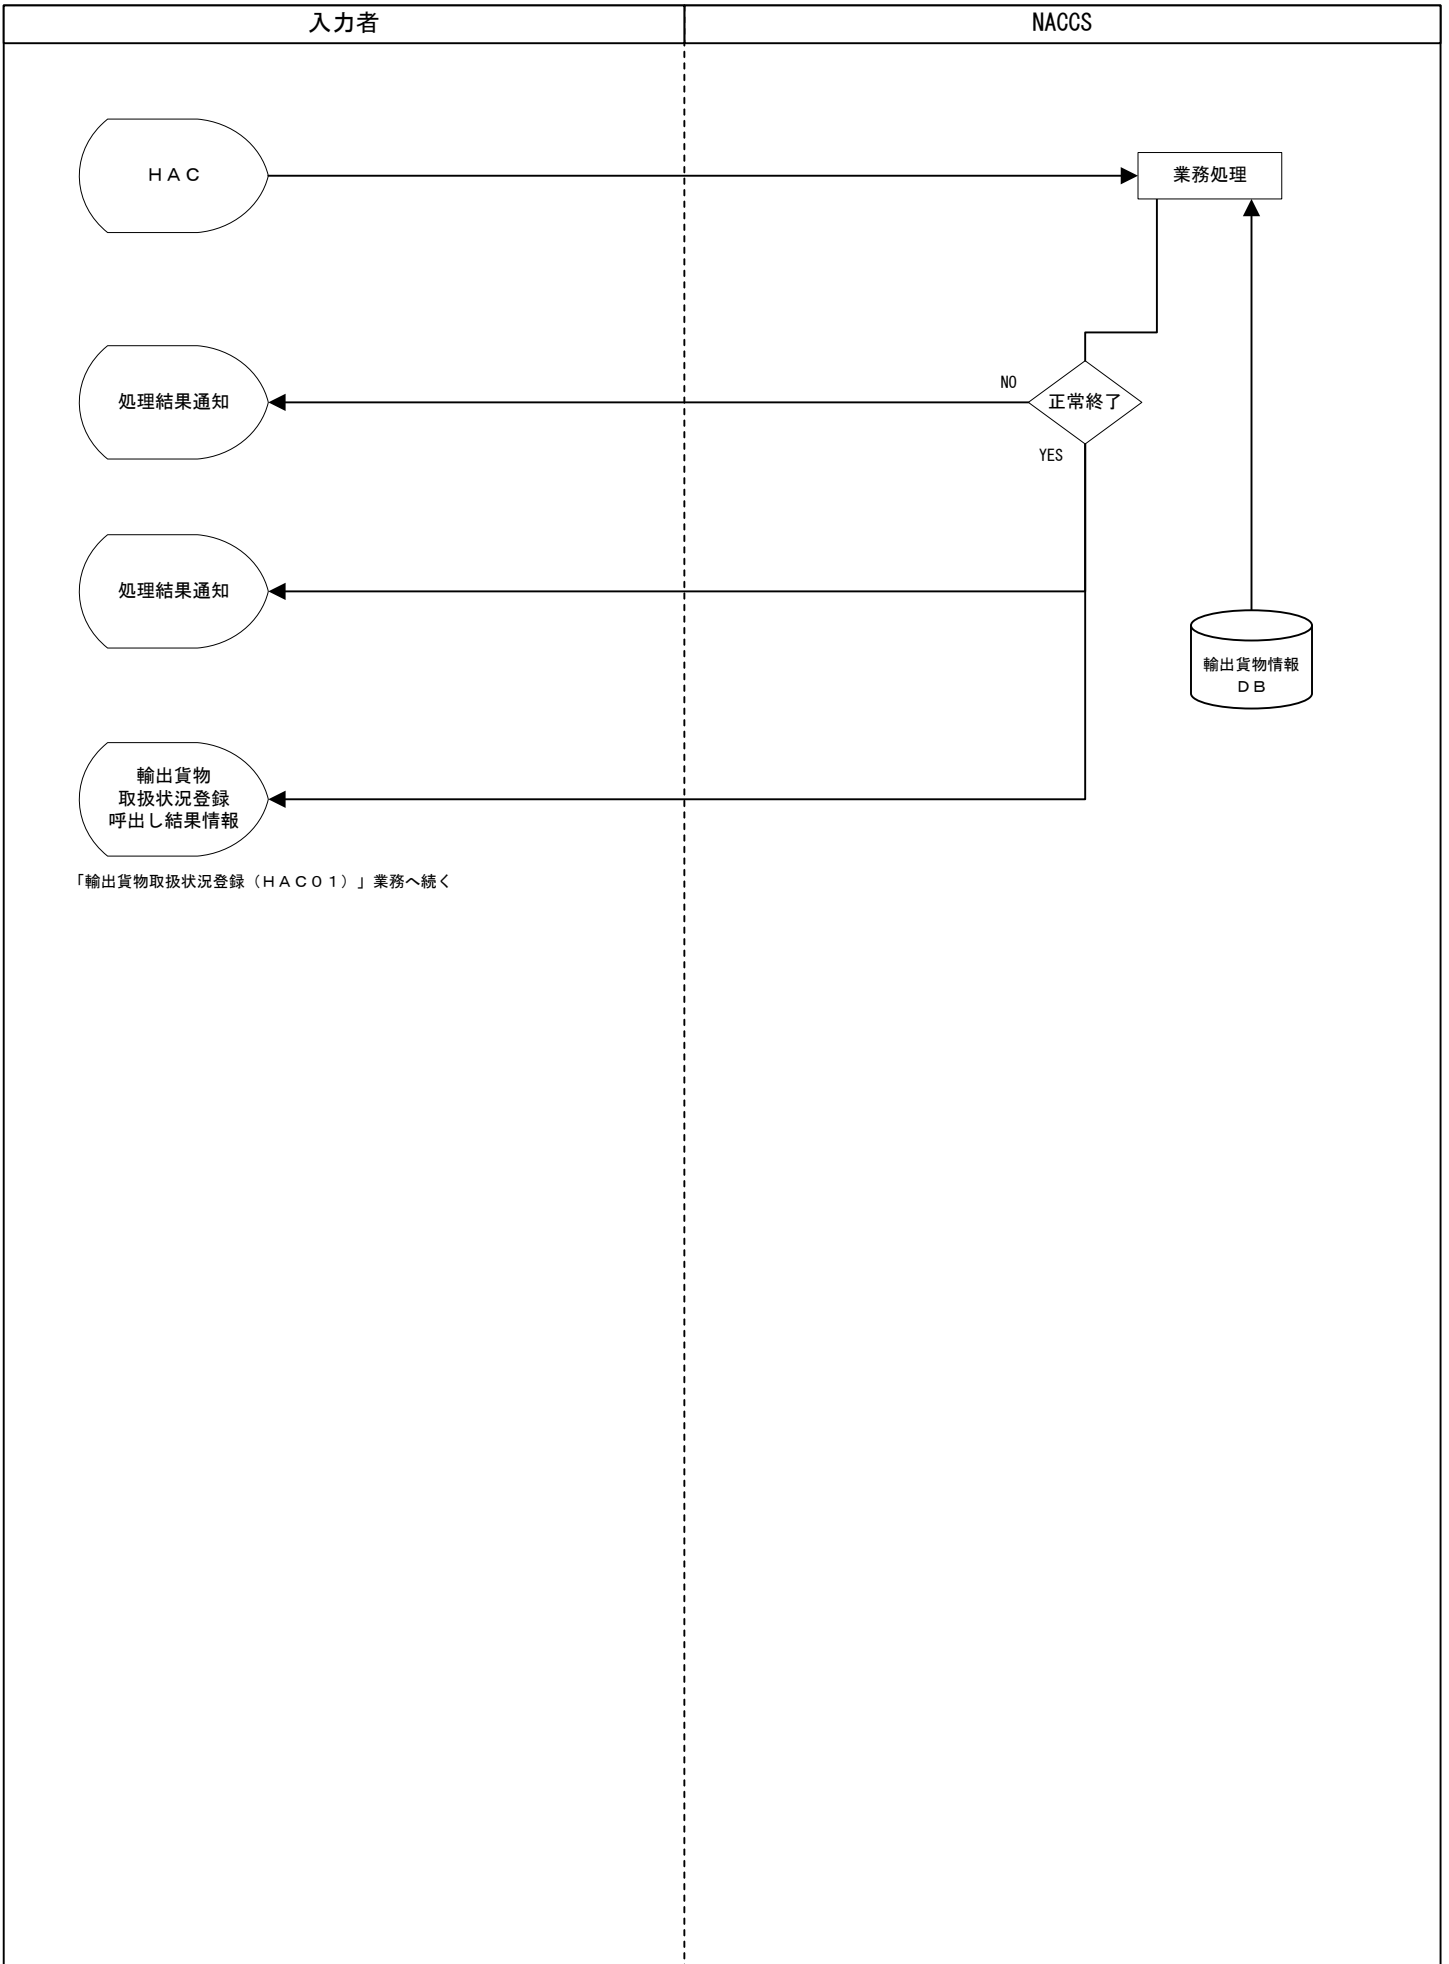 入力者
NACCS
ＨＡＣ
業務処理
処理結果通知
NO
正常終了
YES
処理結果通知
輸出貨物情報
ＤＢ
輸出貨物
取扱状況登録
呼出し結果情報
「輸出貨物取扱状況登録（ＨＡＣ０１）」業務へ続く